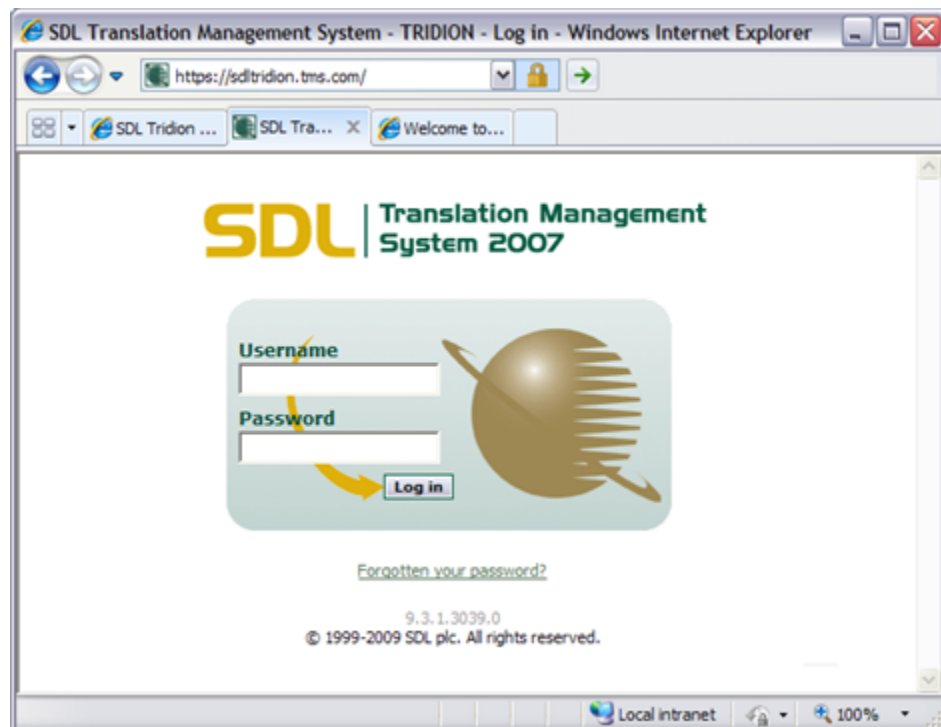 SDL Translation Management System - TRIDION - Log in - Windows Internet Explorer
https://sdltridion.tms.com/
SDL Tridion ...
SDL Tra...
Welcome to...
SDL
Translation Management
System 2007
Username
Password
Log in
Forgotten your password?
9.3.1.3039.0
© 1999-2009 SDL plc. All rights reserved.
Local intranet
100%